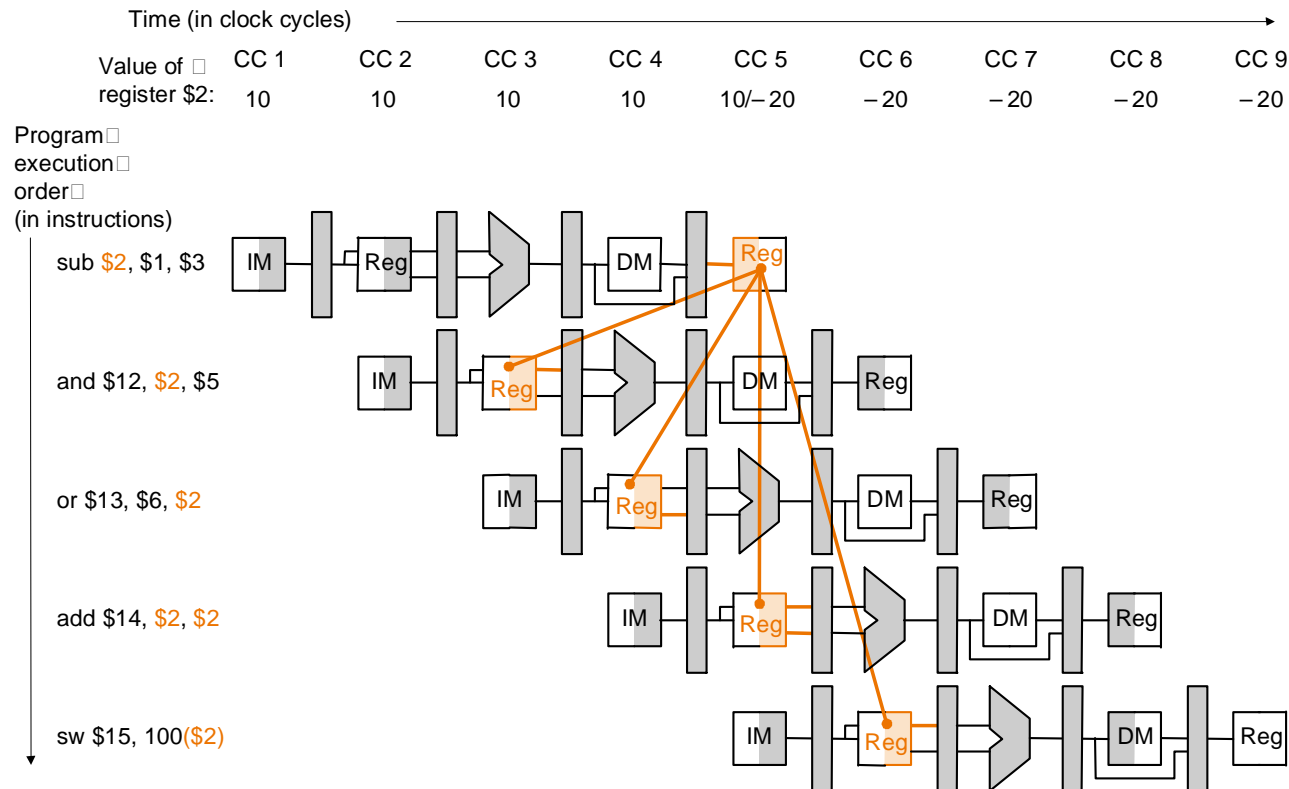 Time (in clock cycles)
Value of
register $2:
CC 1 CC 2 CC 3 CC 4 CC 5 CC 6 CC 7 CC 8 CC 9
10 10 10 10 10/–20 –20 –20 –20 –20
Program
execution
order
(in instructions)
sub $2, $1, $3
IM Reg DM Reg
and $12, $2, $5
IM Reg DM Reg
or $13, $6, $2
IM Reg DM Reg
add $14, $2, $2
IM Reg DM Reg
sw $15, 100($2)
IM Reg DM Reg